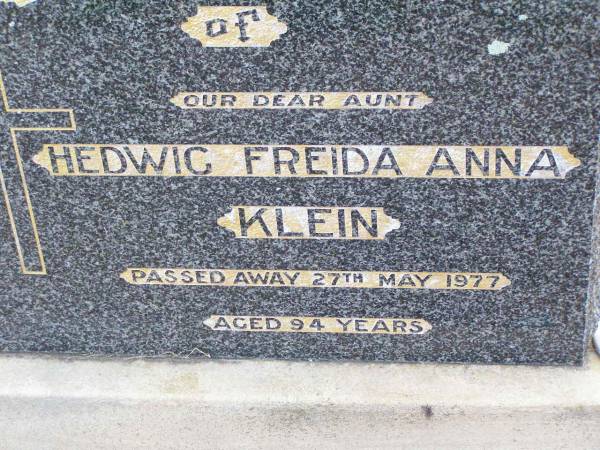 of
OUR DEAR AUNT
HEDWIG FREIDA ANNA
KLEIN
PASSED AWAY 27TH MAY 1977
AGED 94 YEARS